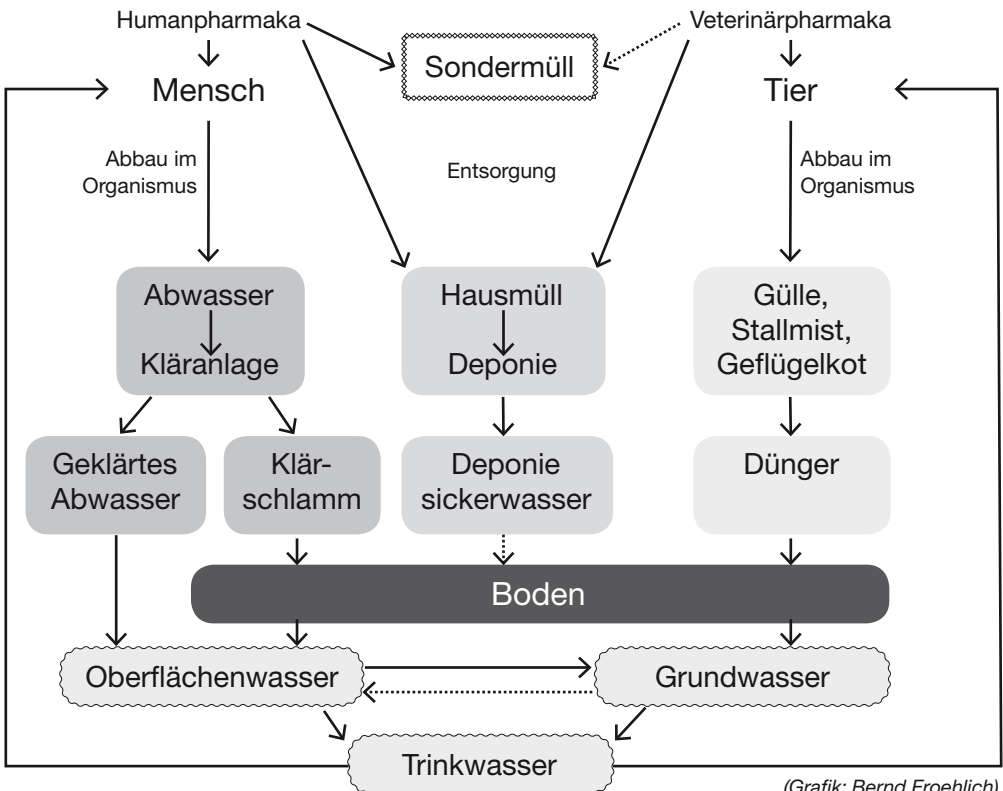 Humanpharmaka
Veterinärpharmaka
Sondermüll
Mensch
Tier
Abbau im
Organismus
Entsorgung
Abbau im
Organismus
Abwasser
Kläranlage
Hausmüll
Deponie
Gülle,
Stallmist,
Geflügelkot
Geklärtes
Abwasser
Klär-
schlamm
Deponie
sickerwasser
Dünger
Boden
Oberflächenwasser
Grundwasser
Trinkwasser
(Grafik: Bernd Froehlich)